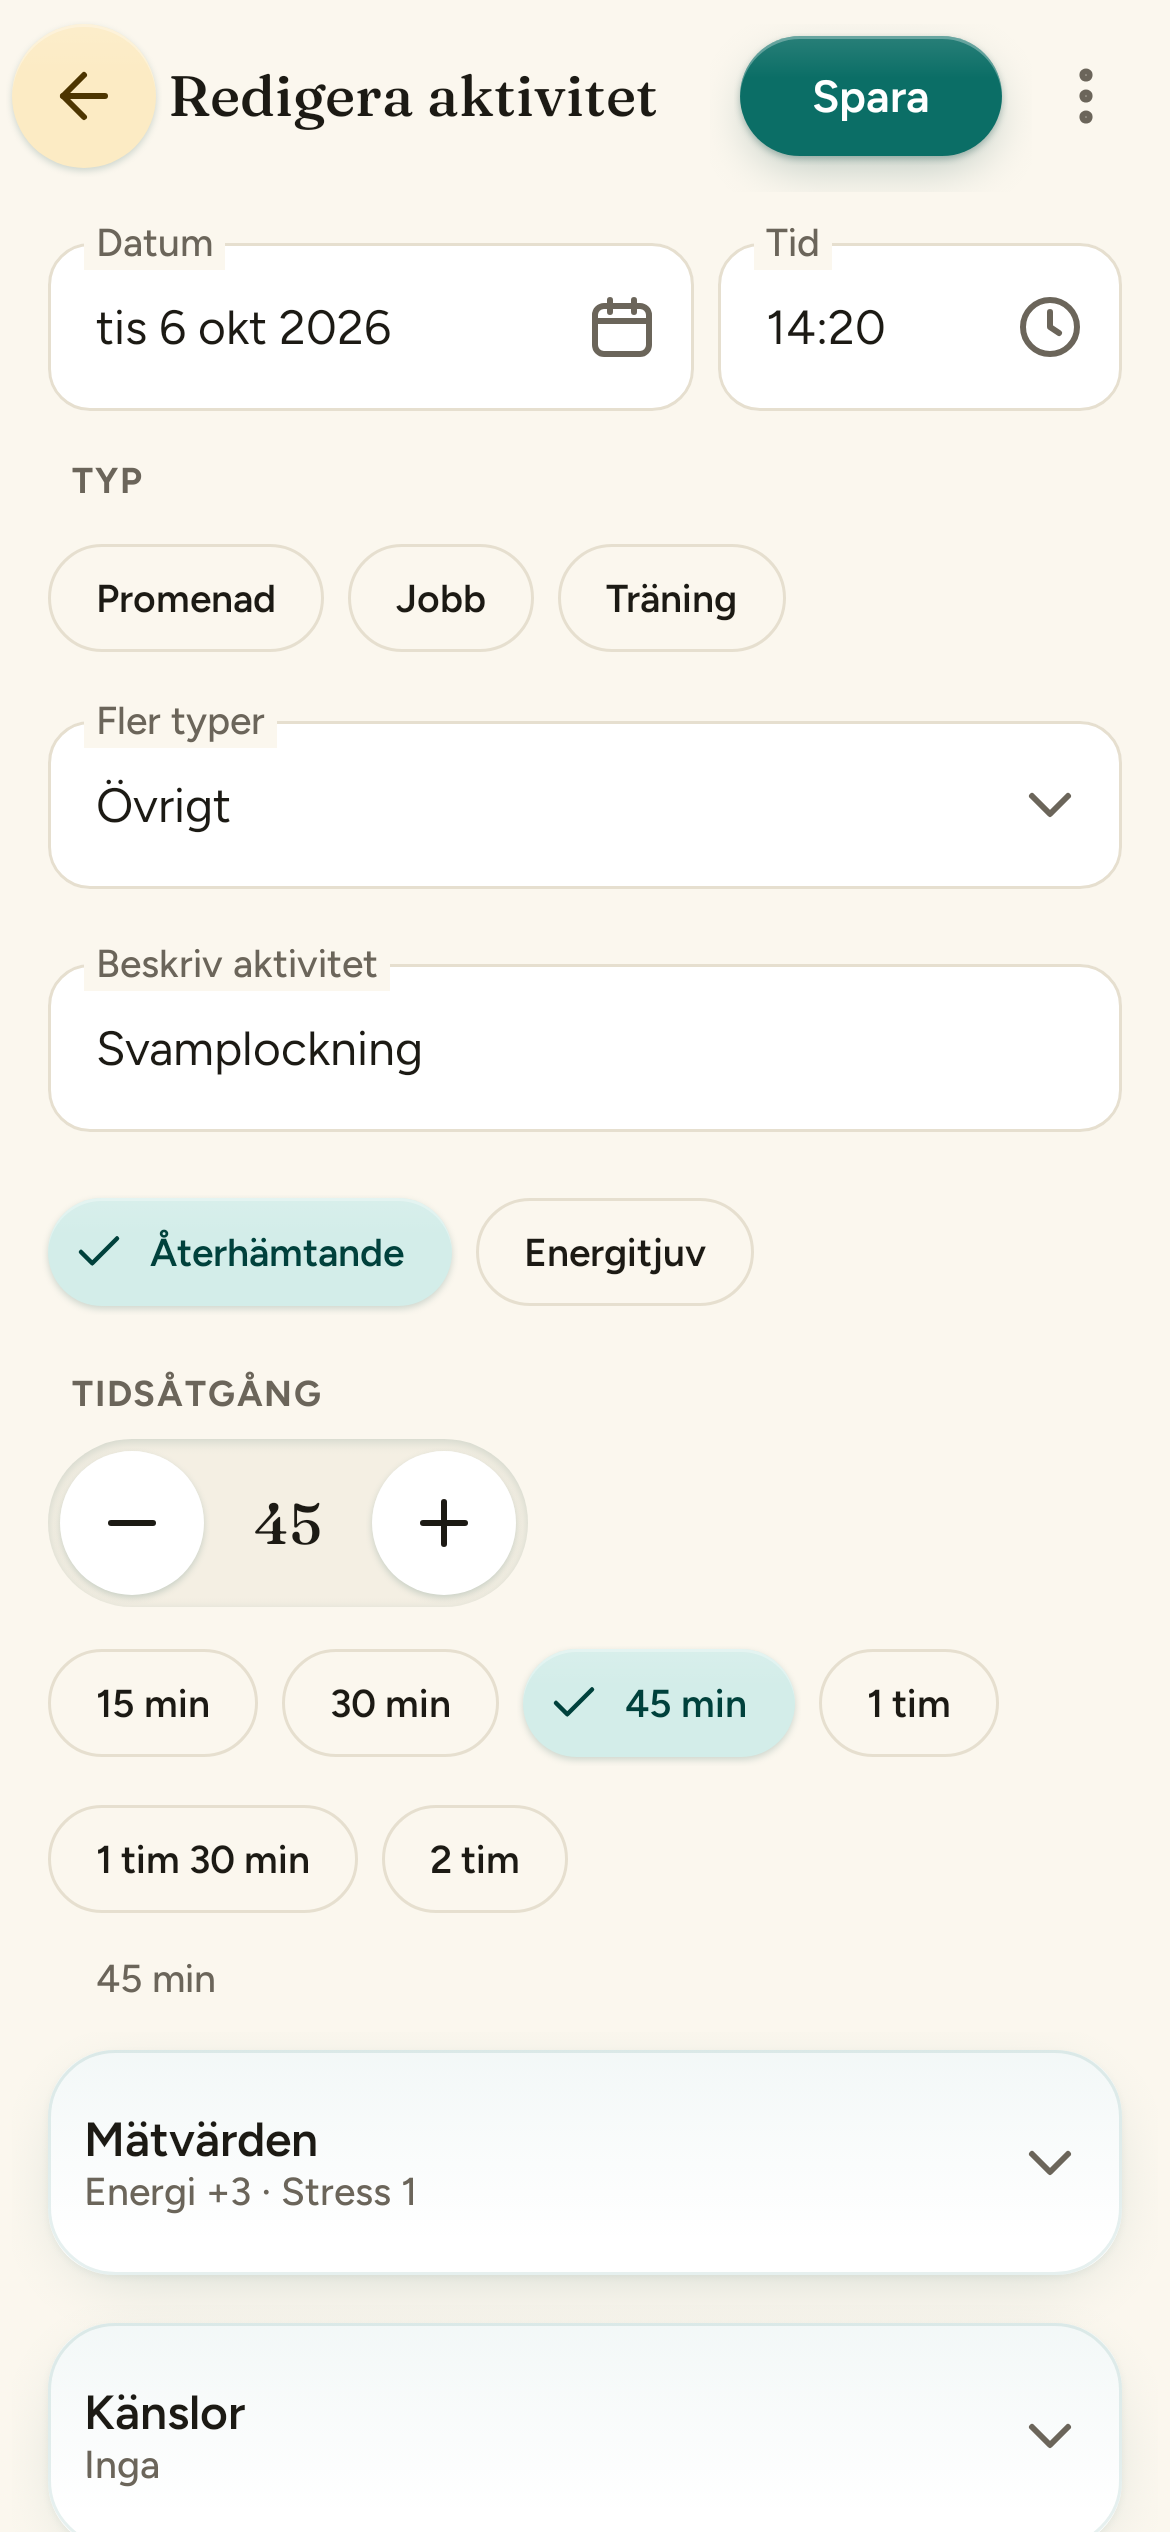 Redigera aktivitet
Spara
Datum
Tid
tis 6 okt 2026
14:20
TYP
Promenad
Jobb
Träning
Fler typer
Övrigt
Beskriv aktivitet
Svamplockning
Återhämtande
Energitjuv
TIDSÅTGÅNG
45
15 min
30 min
45 min
1 tim
1 tim 30 min
2 tim
45 min
Mätvärden
Energi +3 · Stress 1
Känslor
Inga